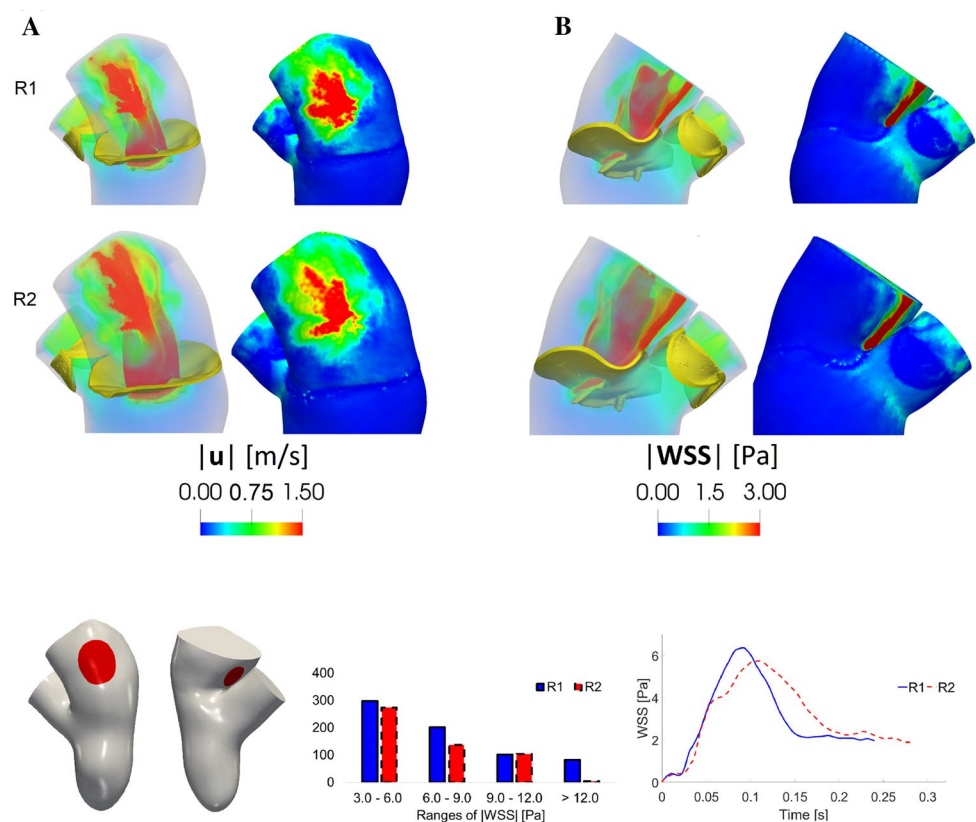 A
B
R1
R2
|u| [m/s]
0.00 0.75 1.50
|WSS| [Pa]
0.00 1.5 3.00
400
300
200
100
0
R1 R2
3.0 - 6.0 6.0 - 9.0 9.0 - 12.0 > 12.0
Ranges of |WSS| [Pa]
WSS [Pa]
6
4
2
0
R1 R2
0 0.05 0.1 0.15 0.2 0.25 0.3
Time [s]